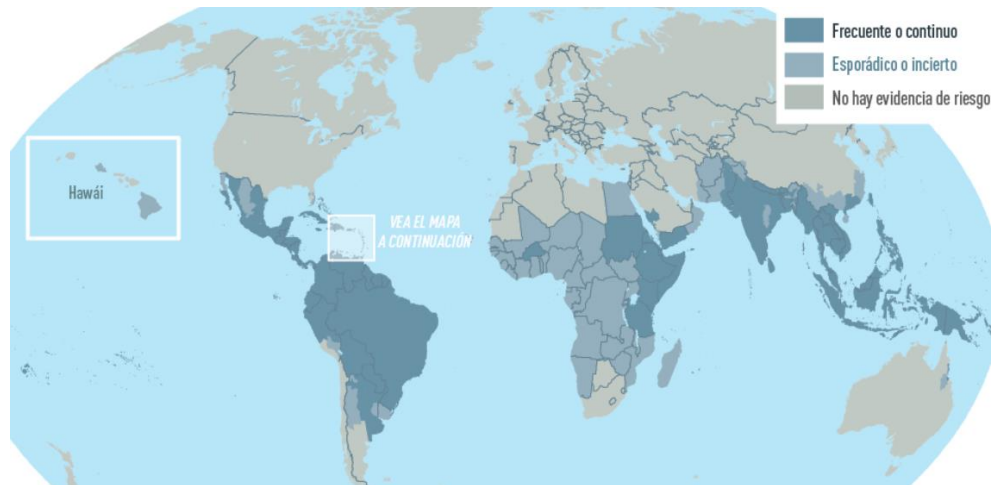 Frecuente o continuo
Esporádico o incierto
No hay evidencia de riesgo
Hawái
VEA EL MAPA
A CONTINUACIÓN